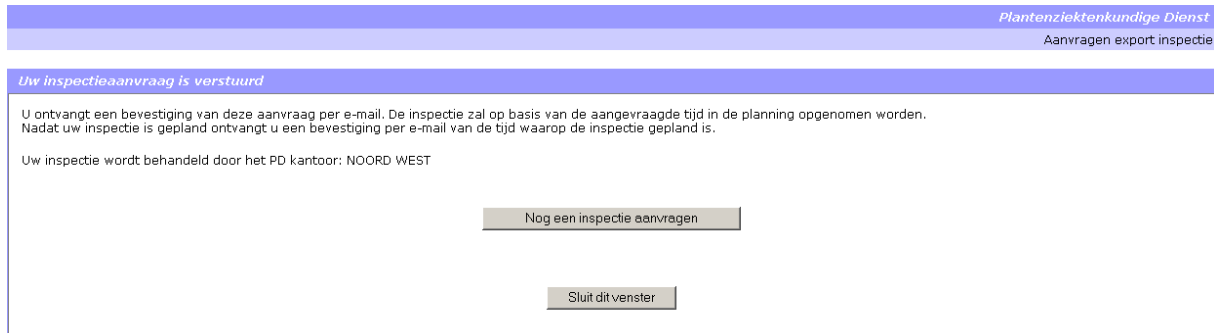 Plantenziektenkundige Dienst
Aanvragen export inspectie
Uw inspectieaanvraag is verstuurd
U ontvangt een bevestiging van deze aanvraag per e-mail. De inspectie zal op basis van de aangevraagde tijd in de planning opgenomen worden.
Nadat uw inspectie is gepland ontvangt u een bevestiging per e-mail van de tijd waarop de inspectie gepland is.
Uw inspectie wordt behandeld door het PD kantoor: NOORD WEST
Nog een inspectie aanvragen
Sluit dit venster